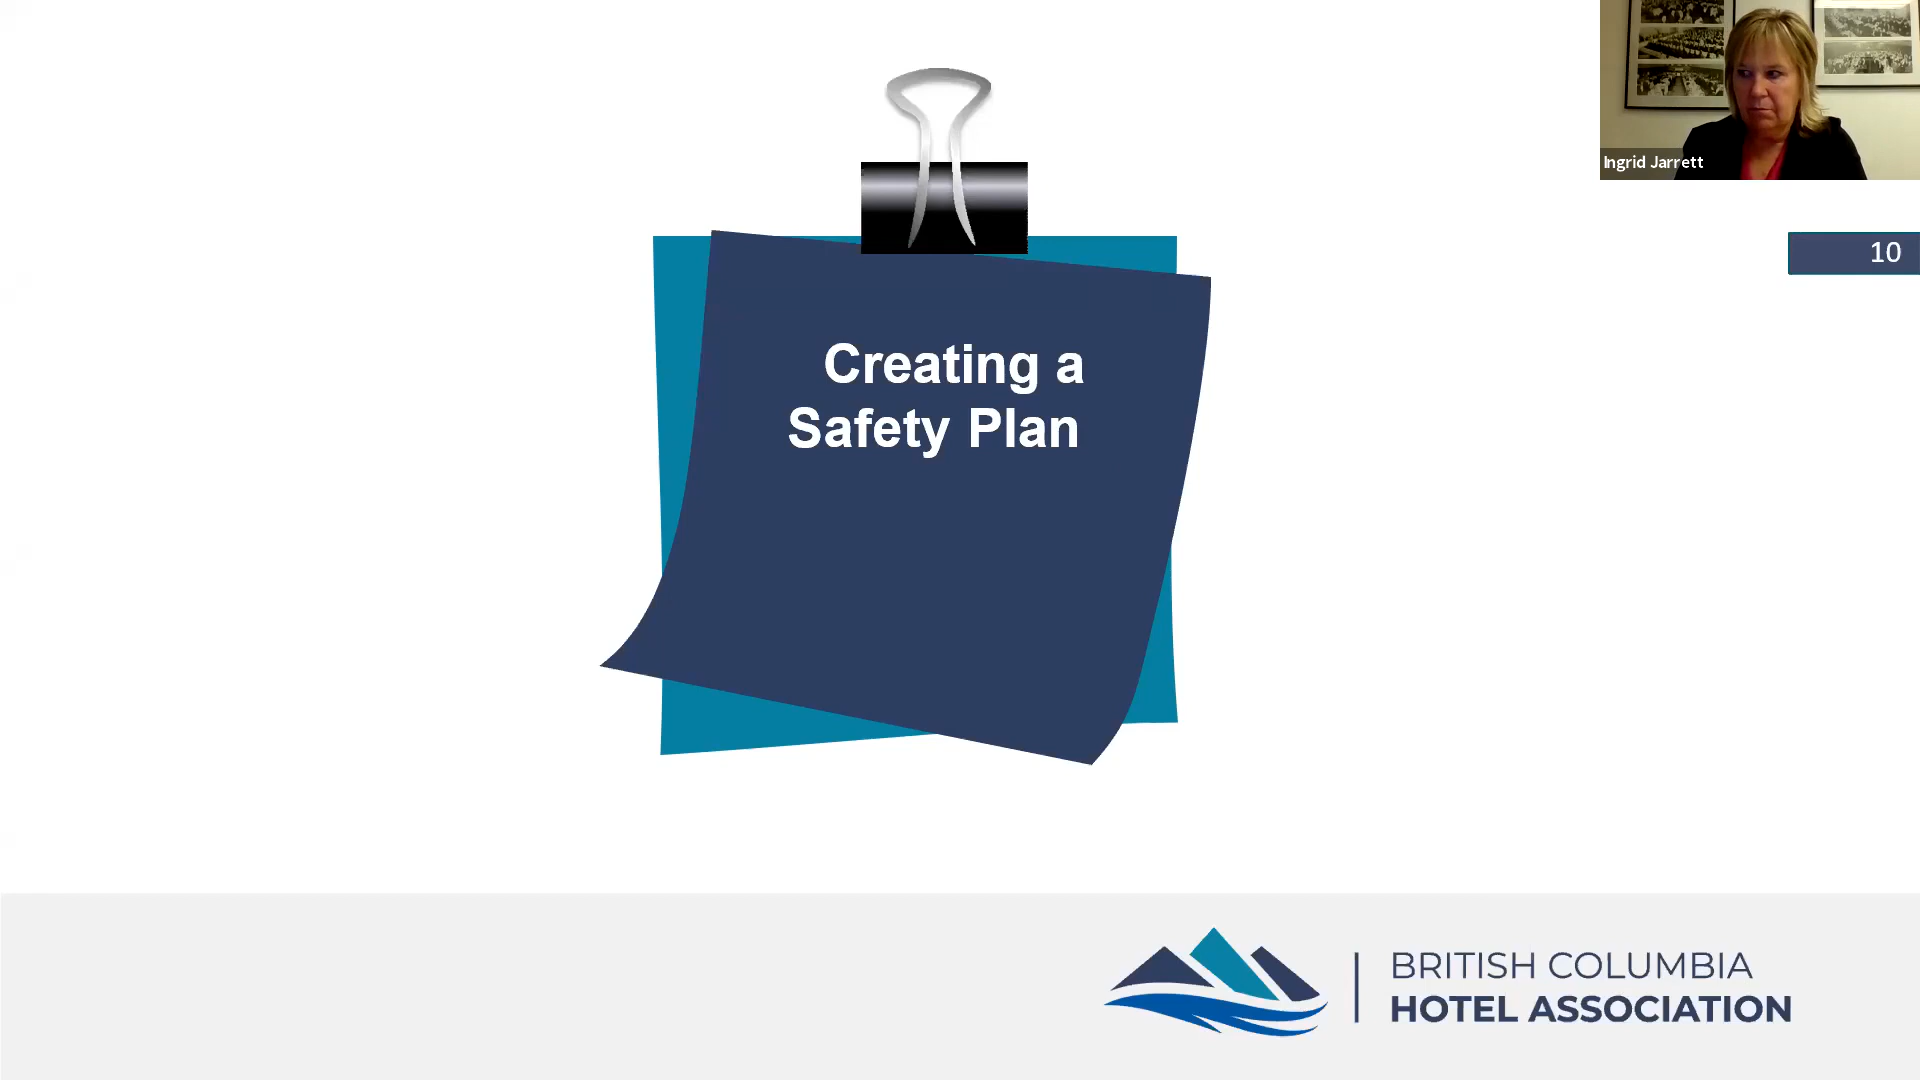 Ingrid Jarrett
10
Creating a
Safety Plan
BRITISH COLUMBIA
HOTEL ASSOCIATION